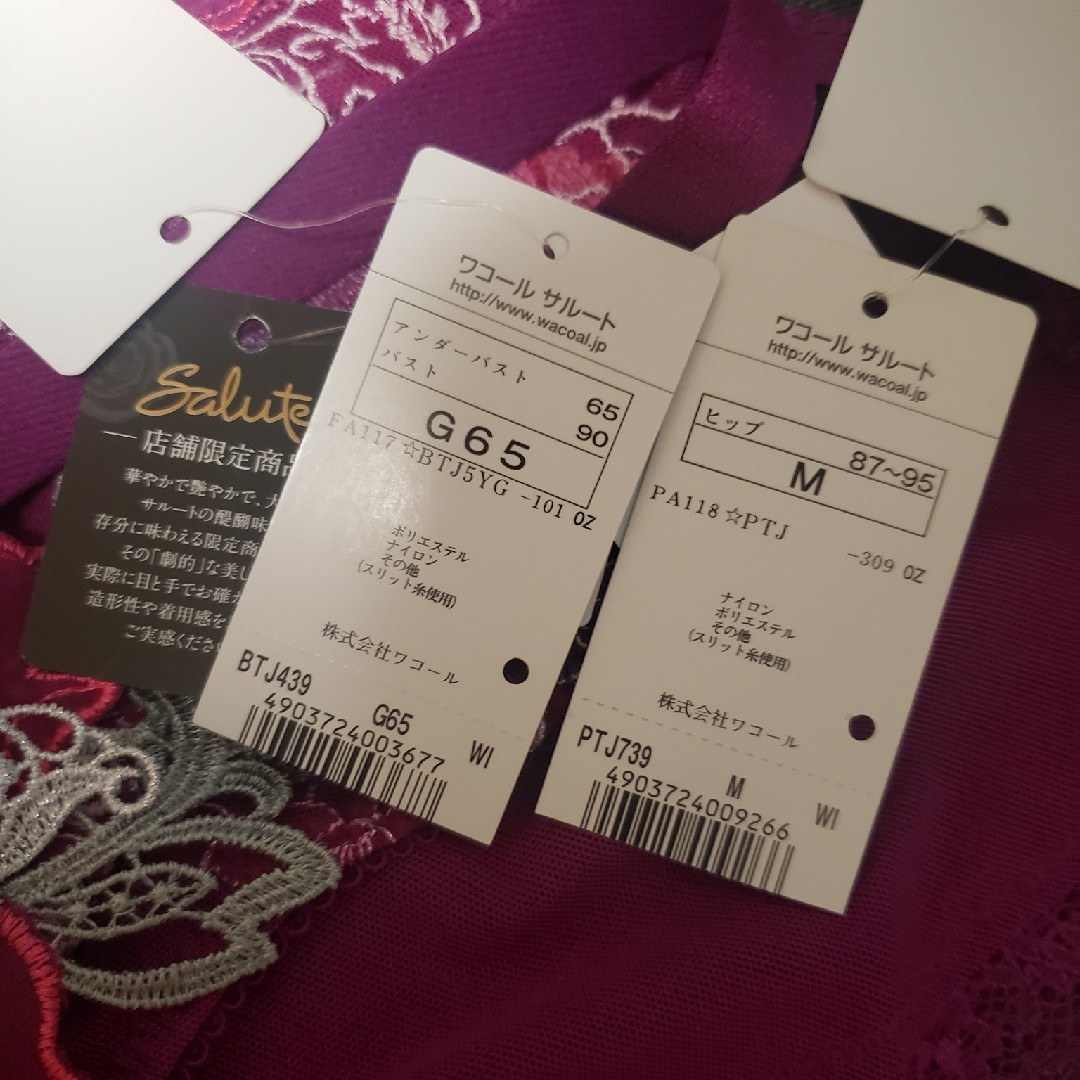 Salute
店舗限定商品
華やかで艶やかで、大
サルートの醍醐味
存分に味わえる限定商
その「劇的」な美し
実際に目と手でお確か
造形性や着用感を
ご実感くださ
ワコール サルート
http://www.wacoal.jp
アンダーバスト 65
バスト 90
G65
FA117☆BTJ5YG -101 0Z
ポリエステル
ナイロン
その他
(スリット糸使用)
株式会社ワコール
BTJ439 G65 WI
4903724003677
ワコール サルート
http://www.wacoal.jp
ヒップ 87~95
M
PA118☆PTJ -309 0Z
ナイロン
ポリエステル
その他
(スリット糸使用)
株式会社ワコール
PTJ739 M WI
4903724009266